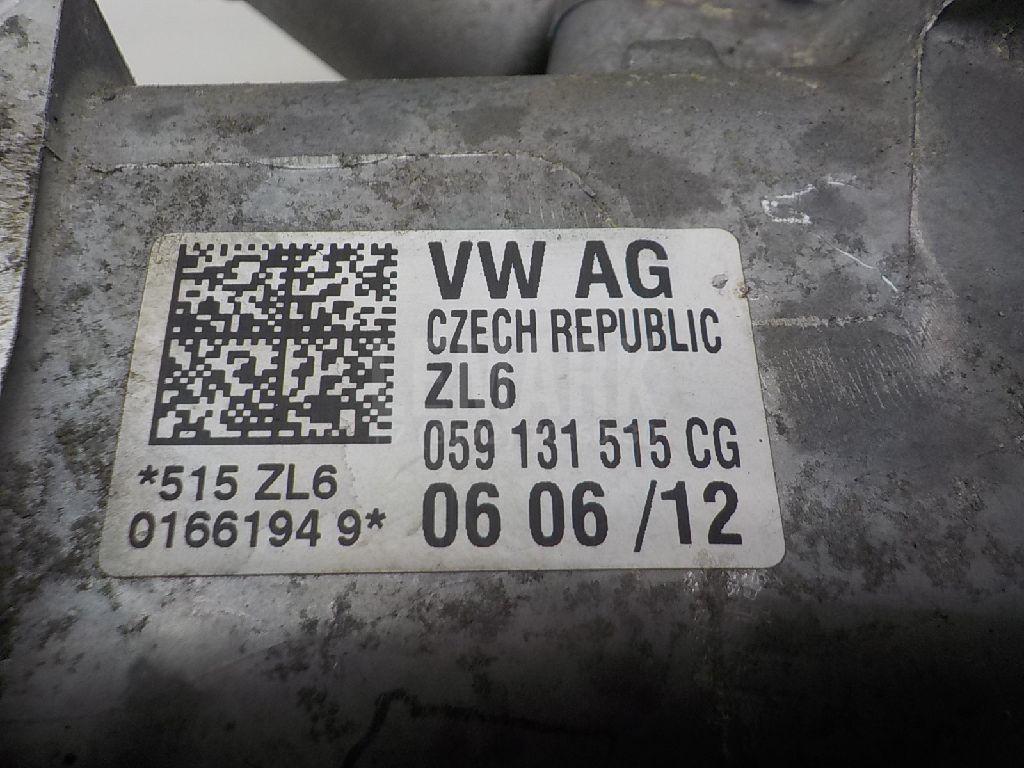 VW AG
CZECH REPUBLIC
ZL6
059 131 515 CG
06 06 /12
*515 ZL6
0166194 9*